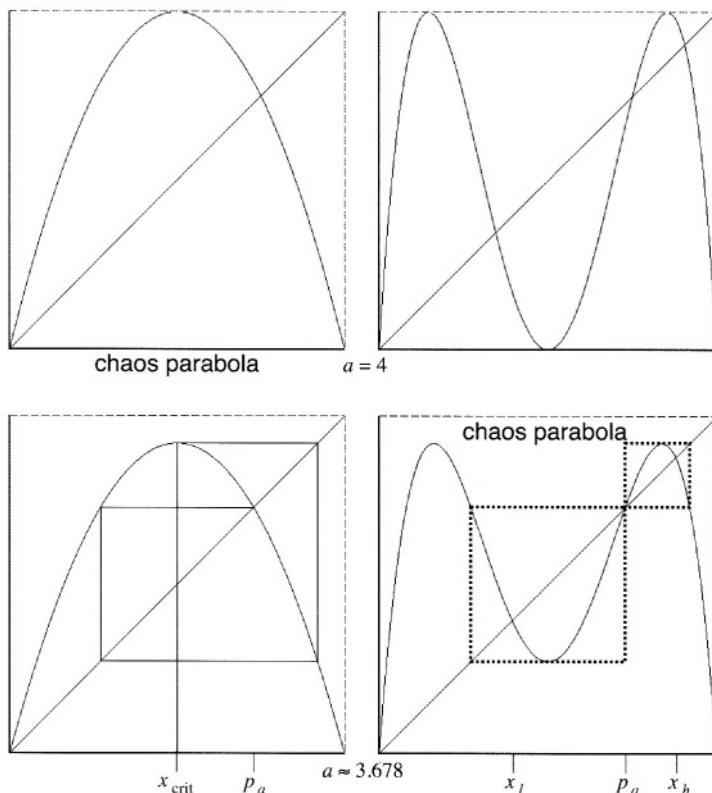 chaos parabola
a = 4
chaos parabola
x_crit p_a a ≈ 3.678 x_l p_a x_h